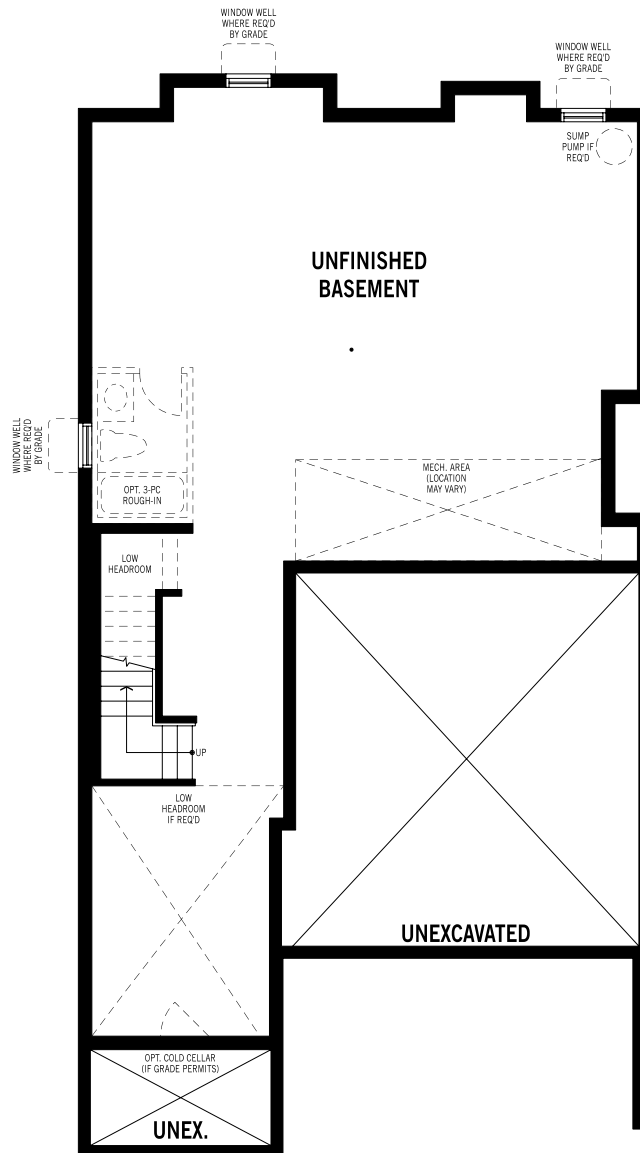 WINDOW WELL
WHERE REQ'D
BY GRADE
WINDOW WELL
WHERE REQ'D
BY GRADE
SUMP
PUMP IF
REQ'D
UNFINISHED
BASEMENT
WINDOW WELL
WHERE REQ'D
BY GRADE
MECH. AREA
(LOCATION
MAY VARY)
OPT. 3-PC
ROUGH-IN
LOW
HEADROOM
UP
LOW
HEADROOM
IF REQ'D
UNEXCAVATED
OPT. COLD CELLAR
(IF GRADE PERMITS)
UNEX.